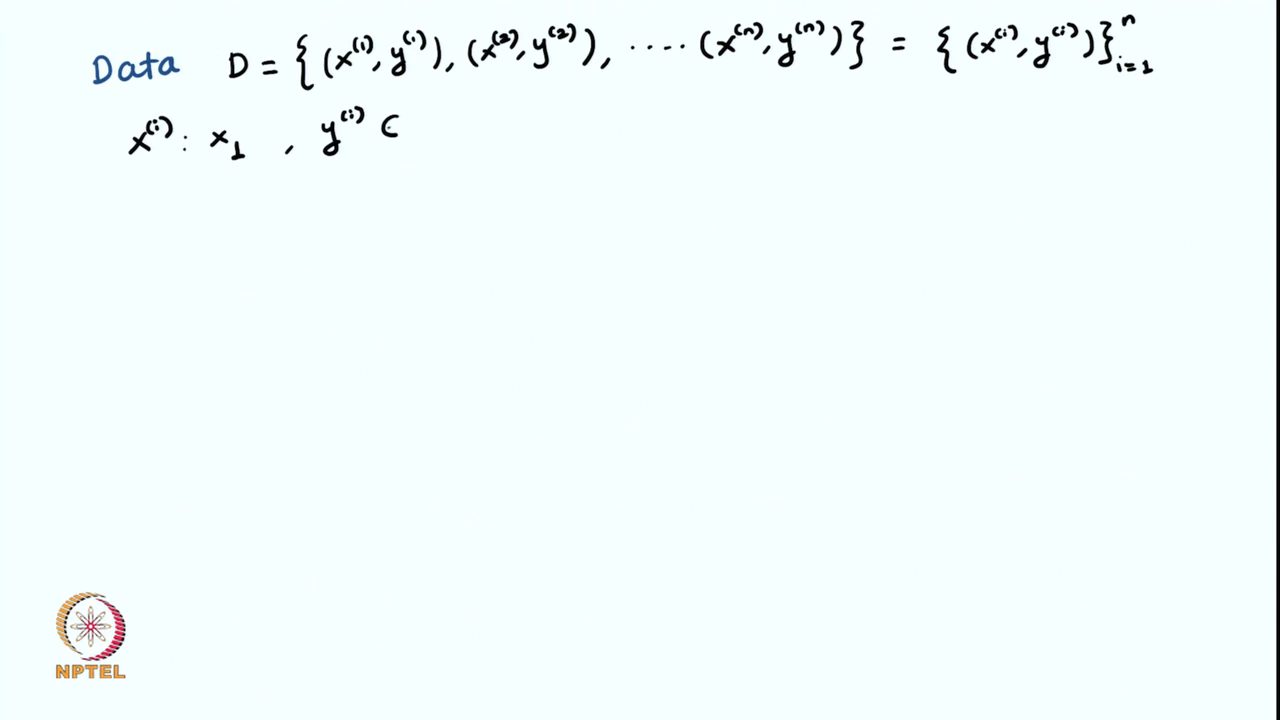 Data D = { (x^(1), y^(1)), (x^(2), y^(2)), .... (x^(n), y^(n)) } = { (x^(i), y^(i)) }_{i=1}^n
x^(i) : x_1 , y^(i) ∈
NPTEL